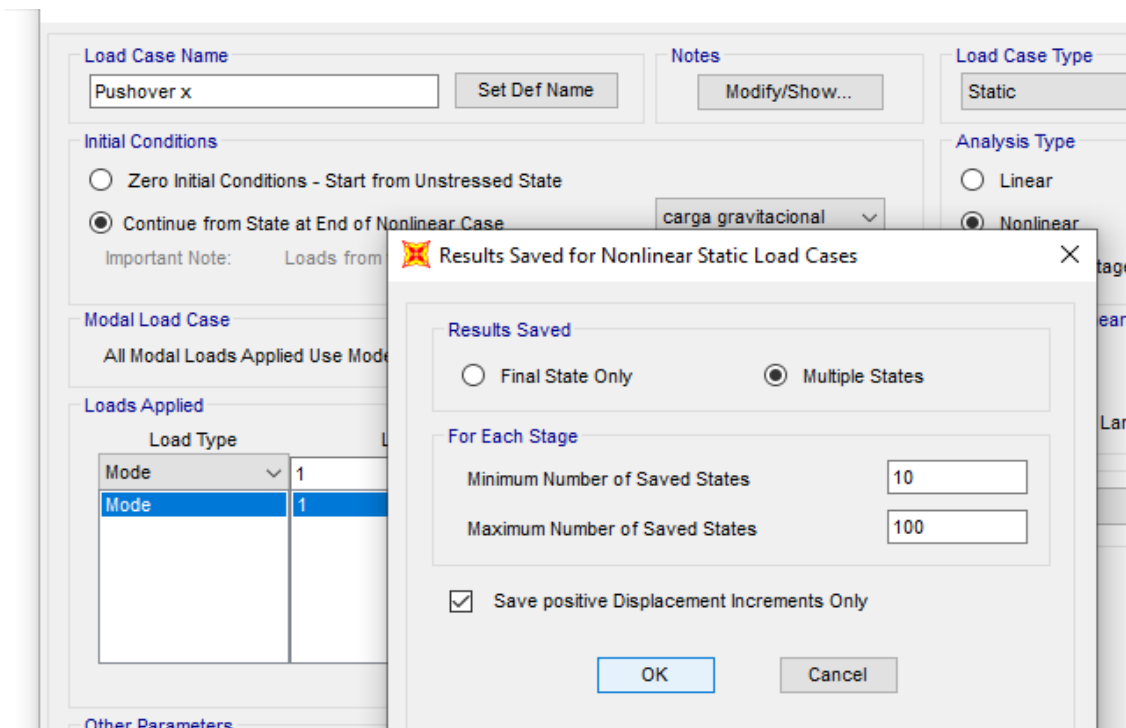 Load Case Name
Notes
Load Case Type
Pushover x
Set Def Name
Modify/Show...
Static
Initial Conditions
Analysis Type
Zero Initial Conditions - Start from Unstressed State
Linear
Continue from State at End of Nonlinear Case
carga gravitacional
Nonlinear
Important Note:
Loads from
Results Saved for Nonlinear Static Load Cases
Modal Load Case
All Modal Loads Applied Use
Results Saved
Final State Only
Multiple States
Loads Applied
Load Type
For Each Stage
Mode
1
Minimum Number of Saved States
10
Mode
1
Maximum Number of Saved States
100
Save positive Displacement Increments Only
OK
Cancel
Other Parameters